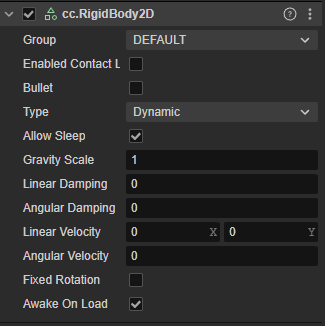 cc.RigidBody2D
Group DEFAULT
Enabled Contact L
Bullet
Type Dynamic
Allow Sleep
Gravity Scale 1
Linear Damping 0
Angular Damping 0
Linear Velocity 0 X 0 Y
Angular Velocity 0
Fixed Rotation
Awake On Load